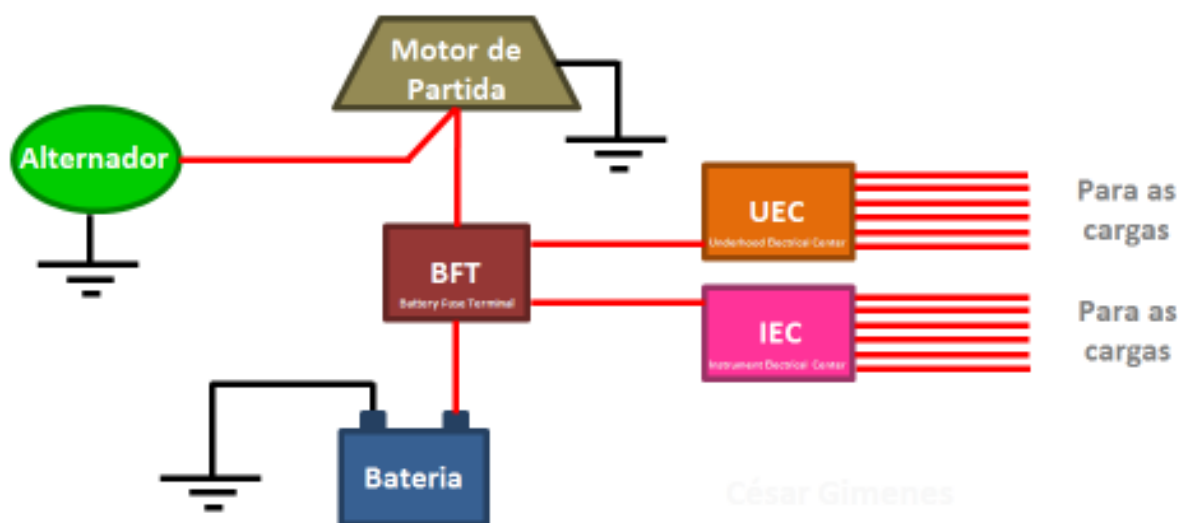 Motor de
Partida
Alternador
UEC
Underhood Electrical Center
Para as
cargas
BFT
Battery Fuse Terminal
IEC
Instrument Electrical Center
Para as
cargas
Bateria
César Gimenes